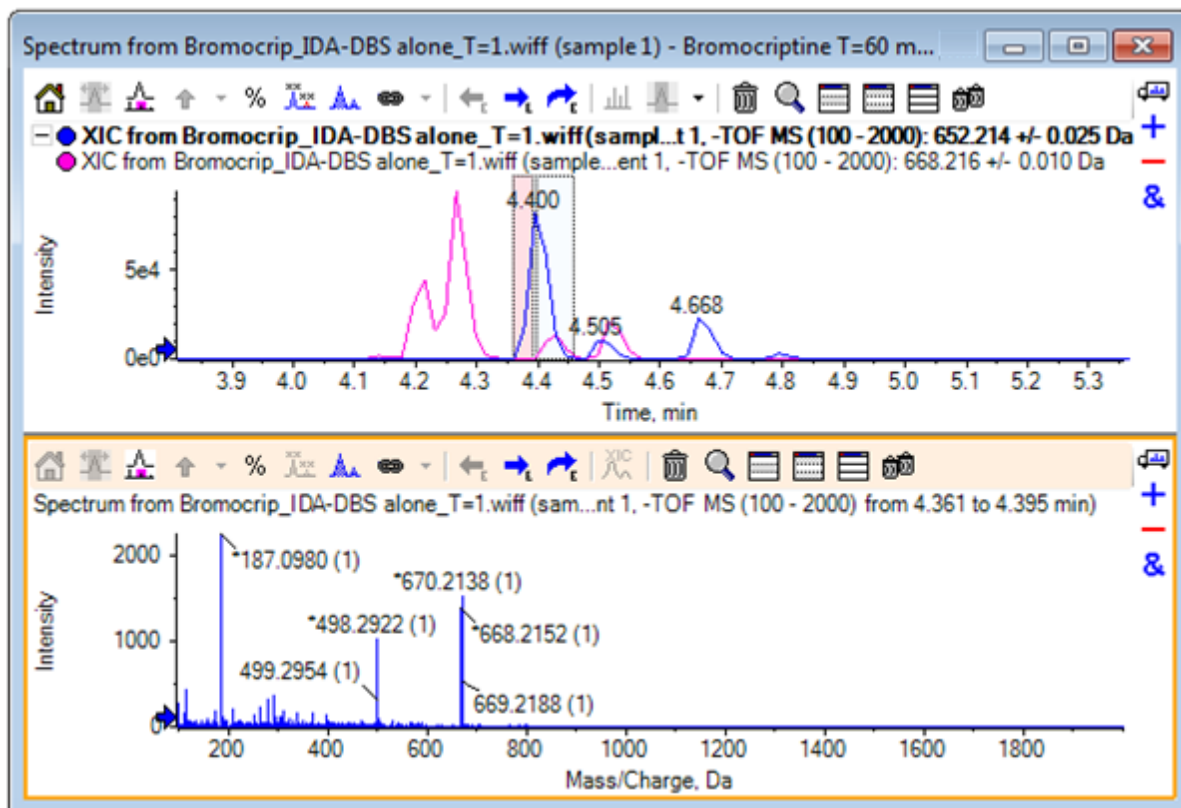 Spectrum from Bromocrip_IDA-DBS alone_T=1.wiff (sample 1) - Bromocriptine T=60 m...
%
XIC from Bromocrip_IDA-DBS alone_T=1.wiff (sampl...t 1, -TOF MS (100 - 2000): 652.214 +/- 0.025 Da
XIC from Bromocrip_IDA-DBS alone_T=1.wiff (sample...ent 1, -TOF MS (100 - 2000): 668.216 +/- 0.010 Da
&
4.400
Intensity
5e4
4.668
4.505
0e0
3.9 4.0 4.1 4.2 4.3 4.4 4.5 4.6 4.7 4.8 4.9 5.0 5.1 5.2 5.3
Time, min
% XIC
Spectrum from Bromocrip_IDA-DBS alone_T=1.wiff (sam...nt 1, -TOF MS (100 - 2000) from 4.361 to 4.395 min)
&
Intensity
2000
*187.0980 (1)
*670.2138 (1)
*498.2922 (1)
*668.2152 (1)
1000
499.2954 (1)
669.2188 (1)
0
200 400 600 800 1000 1200 1400 1600 1800
Mass/Charge, Da